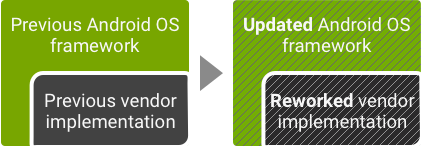 Previous Android OS
framework
Previous vendor
implementation
Updated Android OS
framework
Reworked vendor
implementation